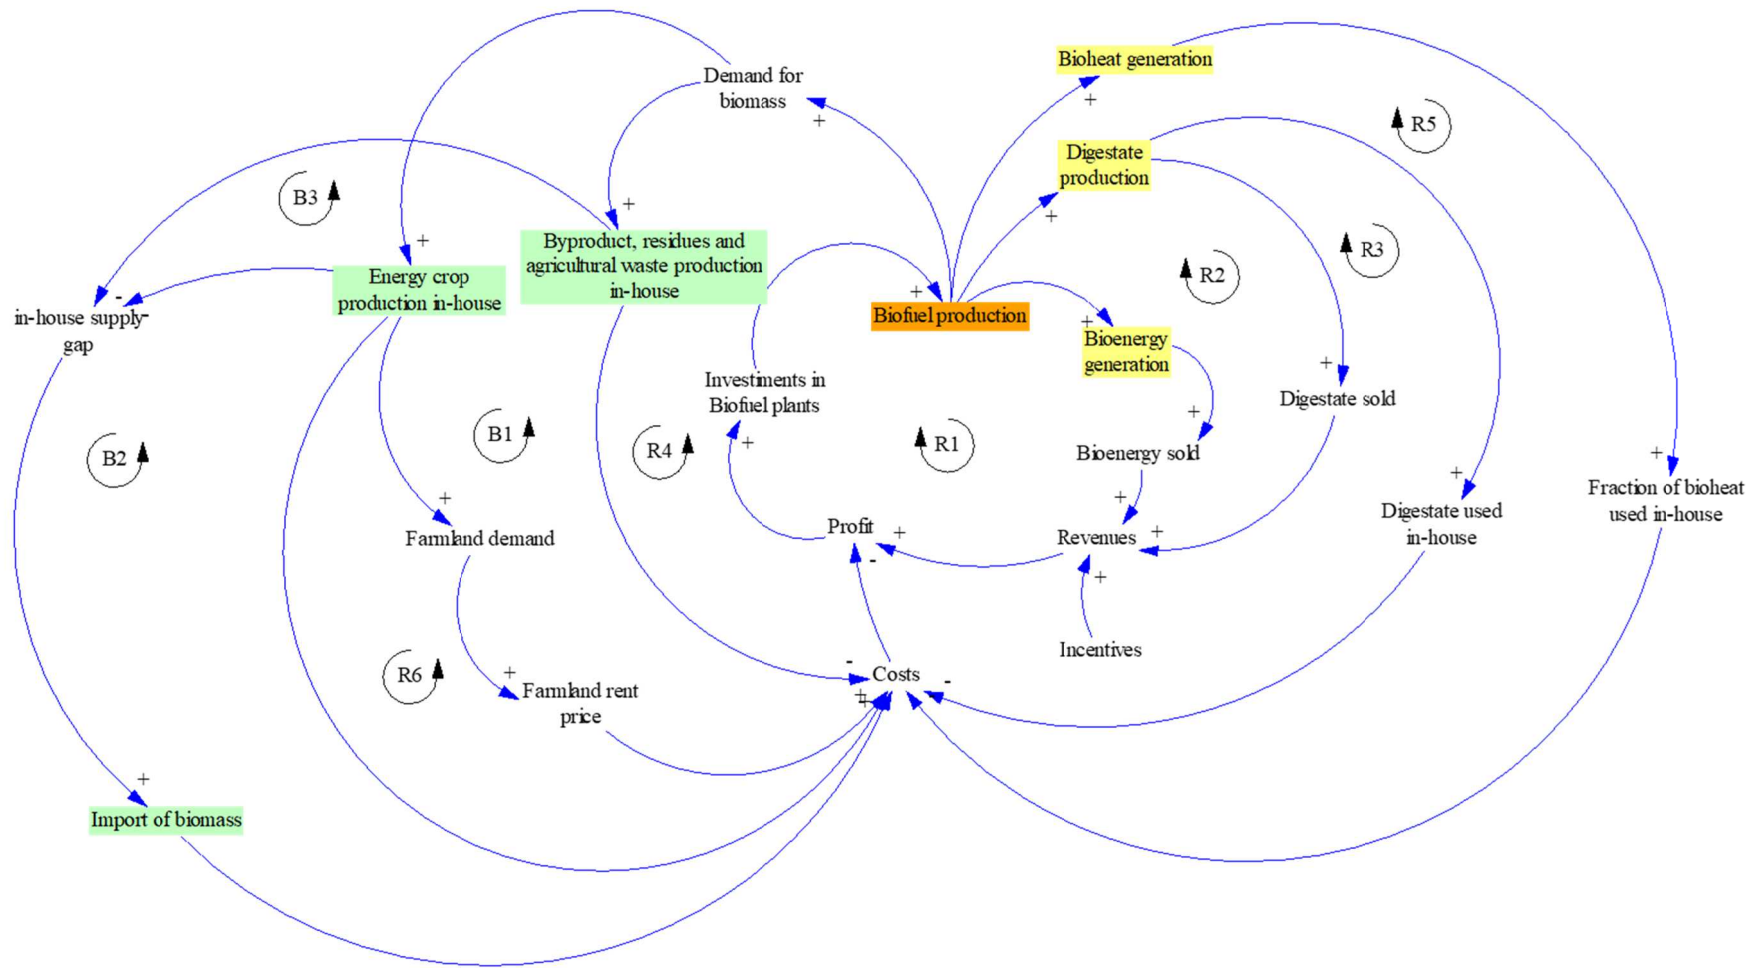 Bioheat generation
Demand for
biomass
+
+
R5
Digestate
production
+
B3
+
+
Byproduct, residues and
agricultural waste production
in-house
+
R3
R2
Energy crop
production in-house
-
+
Biofuel production
+
in-house supply-
gap
Bioenergy
generation
+
Investiments in
Biofuel plants
Digestate sold
+
B1
+
R4
R1
B2
Bioenergy sold
+
+
Fraction of bioheat
used in-house
+
+
Digestate used
in-house
Profit
+
Revenues
+
Farmland demand
-
+
Incentives
R6
-
Costs
-
+
Farmland rent
price
+
+
-
+
Import of biomass